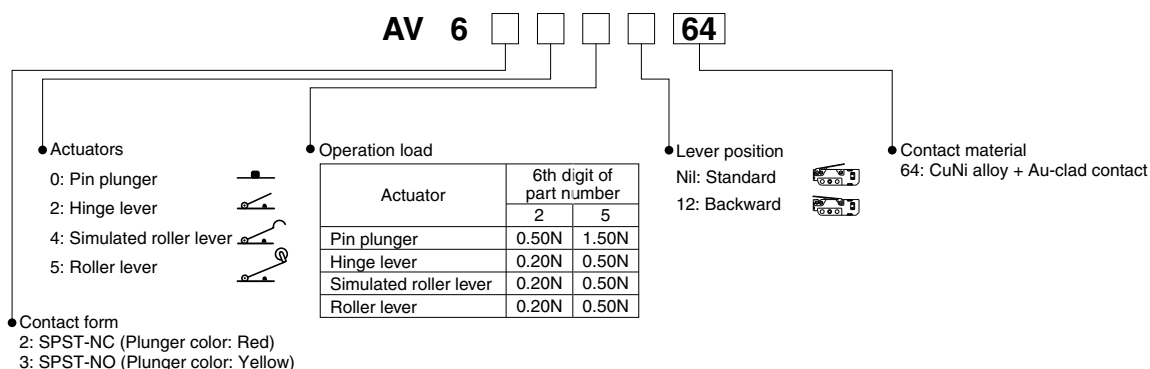 AV 6 64
Actuators
0: Pin plunger
2: Hinge lever
4: Simulated roller lever
5: Roller lever
Operation load
Actuator
6th digit of
part number
2 5
Pin plunger 0.50N 1.50N
Hinge lever 0.20N 0.50N
Simulated roller lever 0.20N 0.50N
Roller lever 0.20N 0.50N
Lever position
Nil: Standard
12: Backward
Contact material
64: CuNi alloy + Au-clad contact
Contact form
2: SPST-NC (Plunger color: Red)
3: SPST-NO (Plunger color: Yellow)